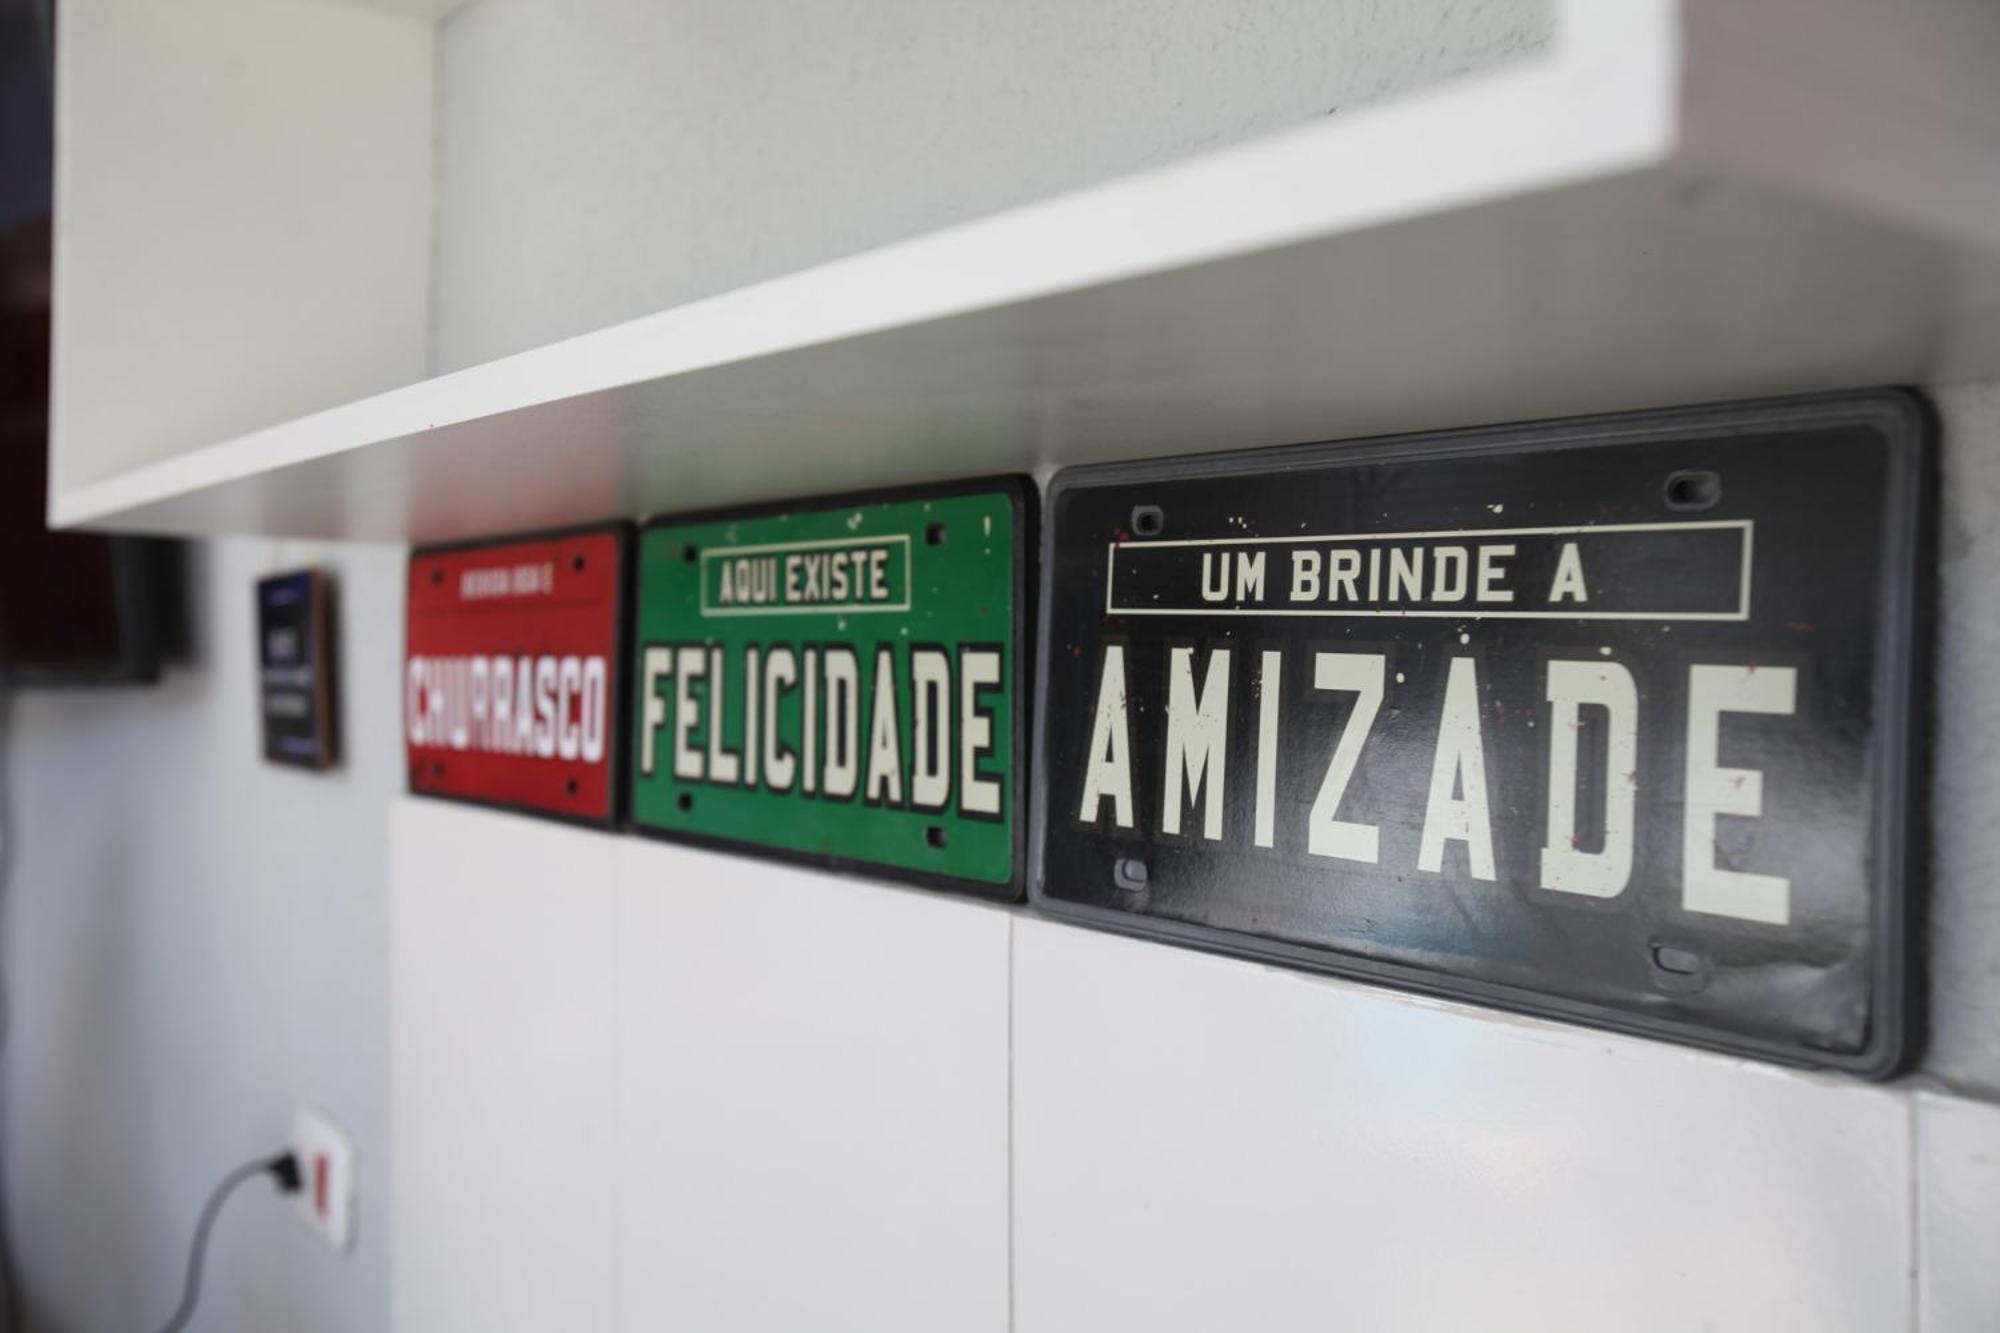 CHURRASCO
AQUI EXISTE
FELICIDADE
UM BRINDE A
AMIZADE